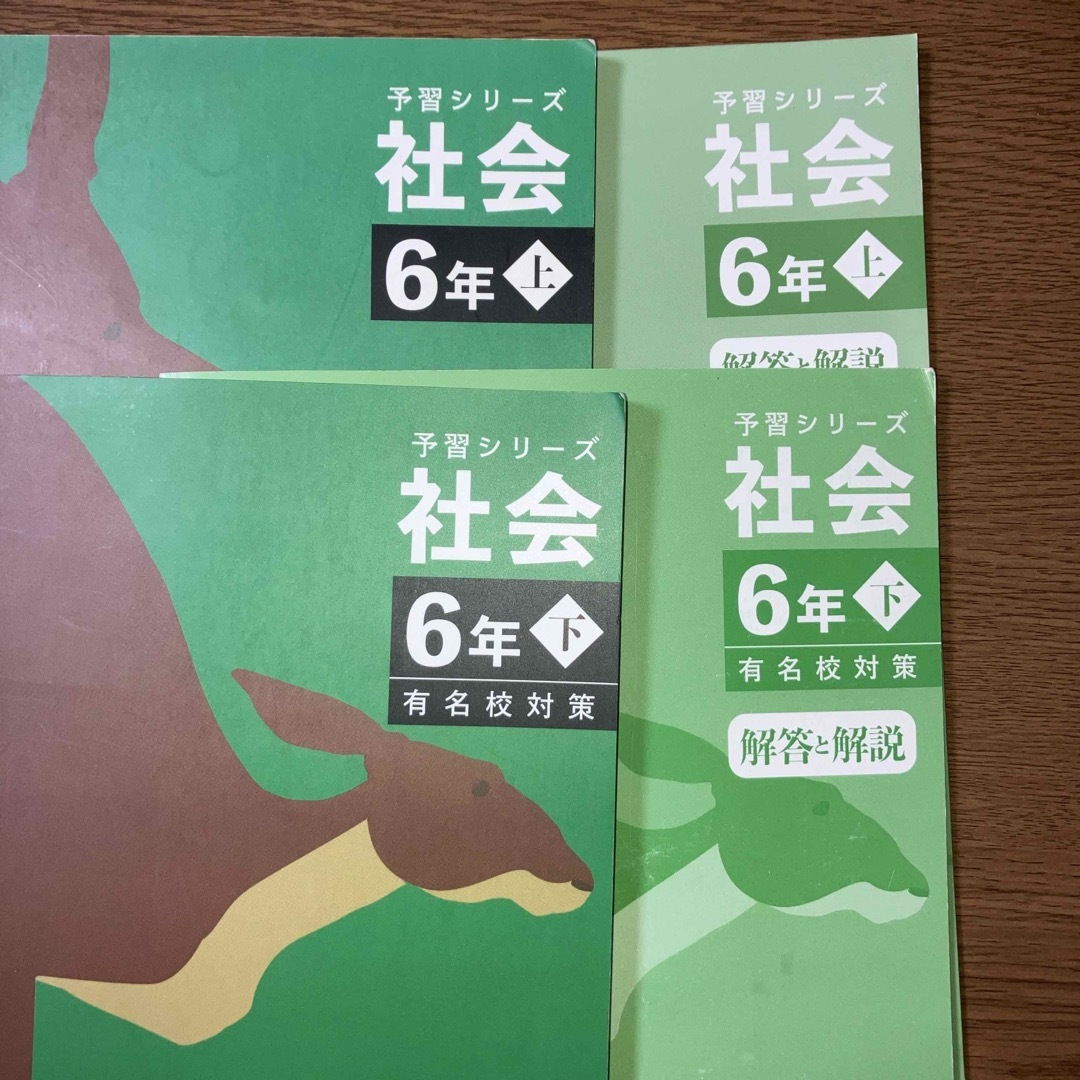 予習シリーズ
社会
6年上
予習シリーズ
社会
6年上
解答と解説
予習シリーズ
社会
6年下
有名校対策
予習シリーズ
社会
6年下
有名校対策
解答と解説